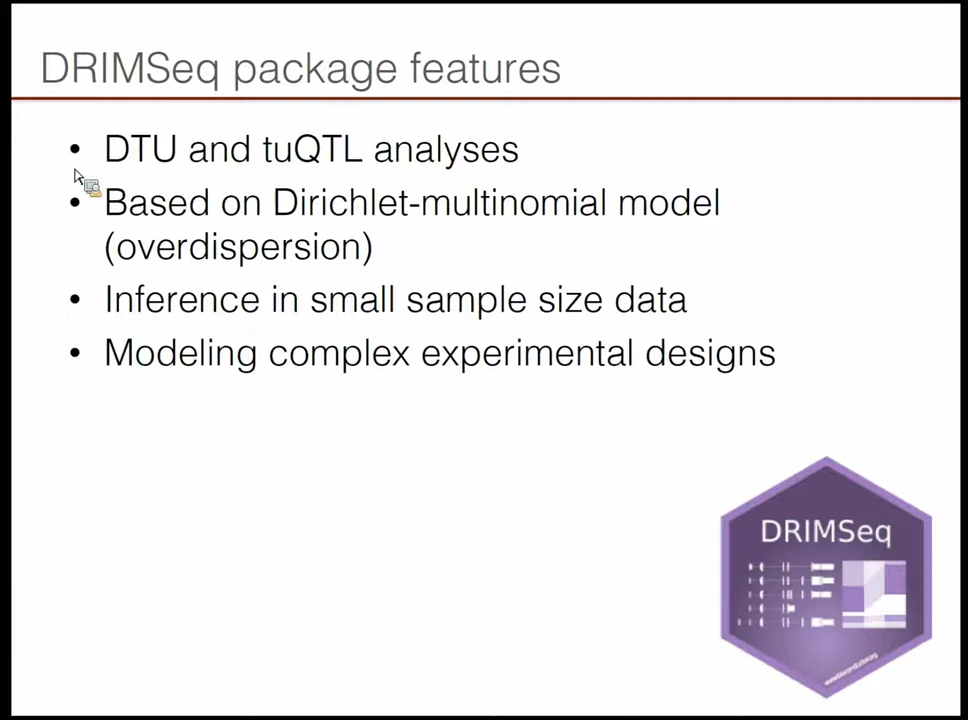 DRIMSeq package features
• DTU and tuQTL analyses
• Based on Dirichlet-multinomial model
(overdispersion)
• Inference in small sample size data
• Modeling complex experimental designs
DRIMSeq